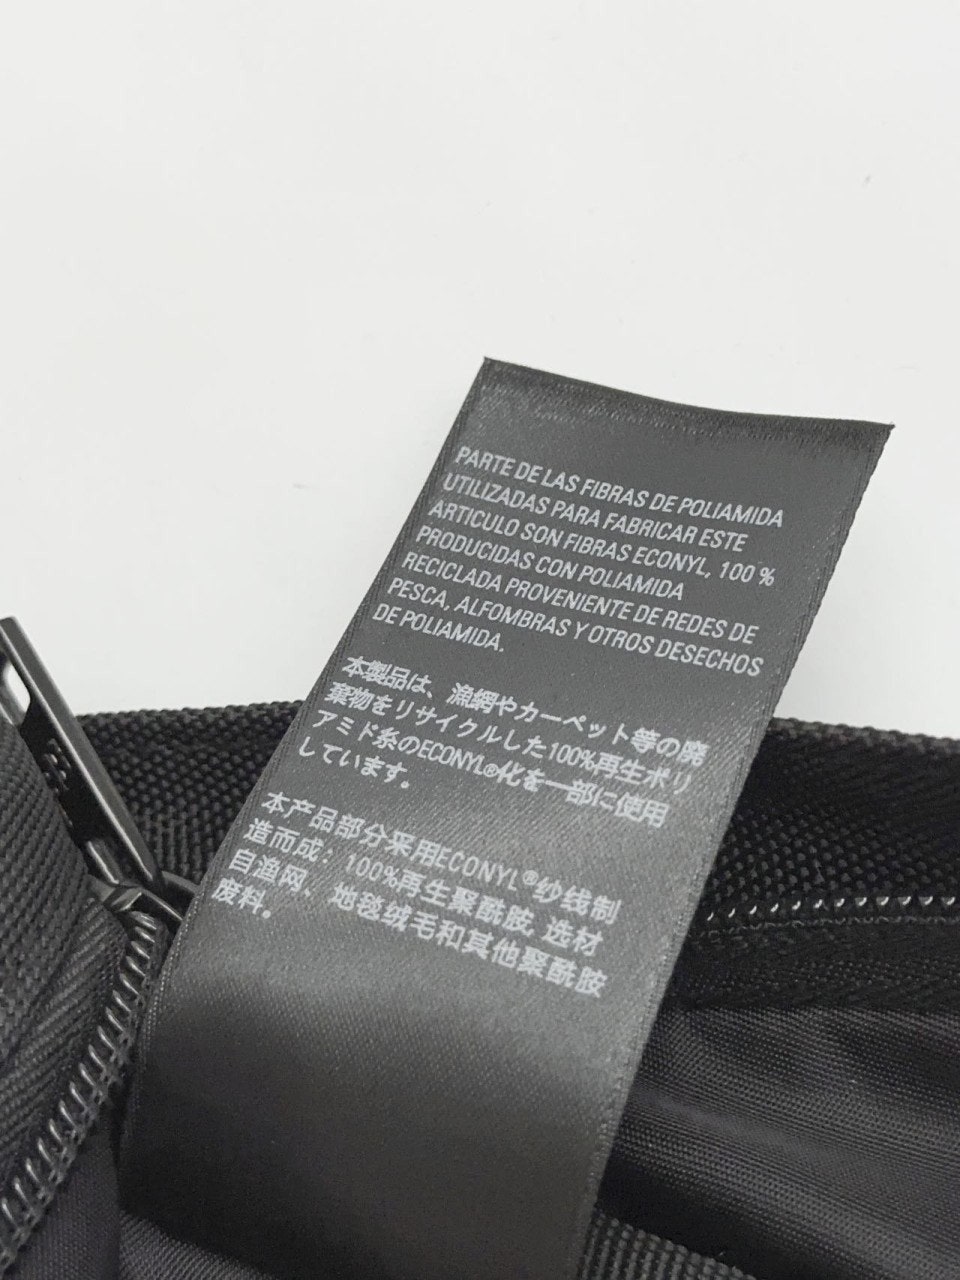 PARTE DE LAS FIBRAS DE POLIAMIDA
UTILIZADAS PARA FABRICAR ESTE
ARTICULO SON FIBRAS ECONYL, 100 %
PRODUCIDAS CON POLIAMIDA
RECICLADA PROVENIENTE DE REDES DE
PESCA, ALFOMBRAS Y OTROS DESECHOS
DE POLIAMIDA.
本製品は、漁網やカーペット等の廃
棄物をリサイクルした100%再生ポリ
アミド糸のECONYL®化を一部に使用
しています。
本产品部分采用ECONYL®纱线制
造而成：100%再生聚酰胺，选材
自渔网、地毯绒毛和其他聚酰胺
废料。